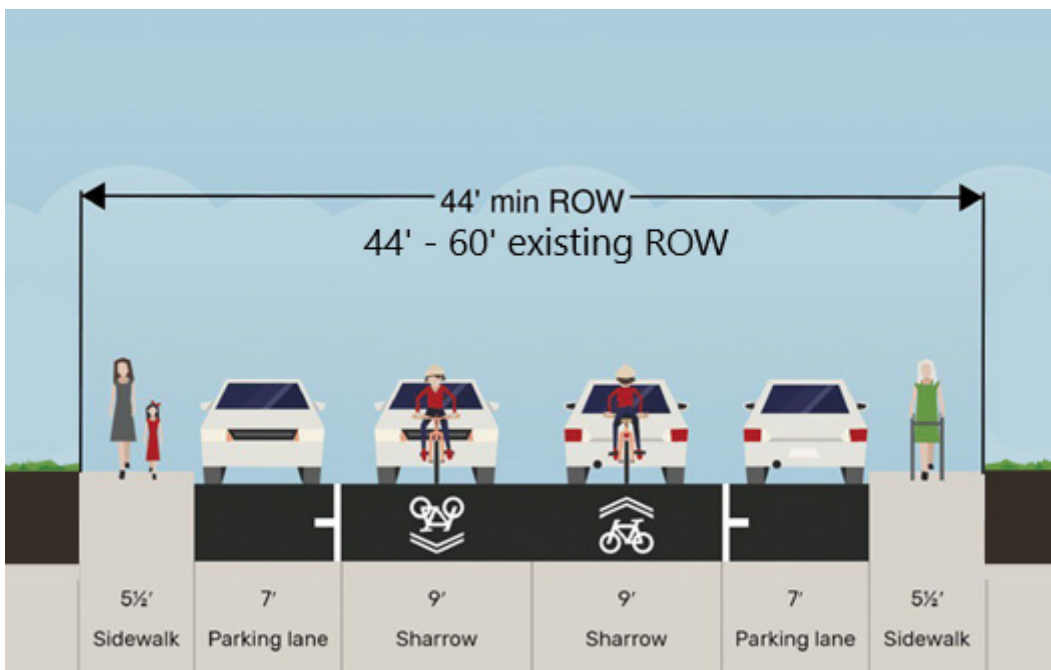 44' min ROW
44' - 60' existing ROW
5½' 7' 9' 9' 7' 5½'
Sidewalk Parking lane Sharrow Sharrow Parking lane Sidewalk